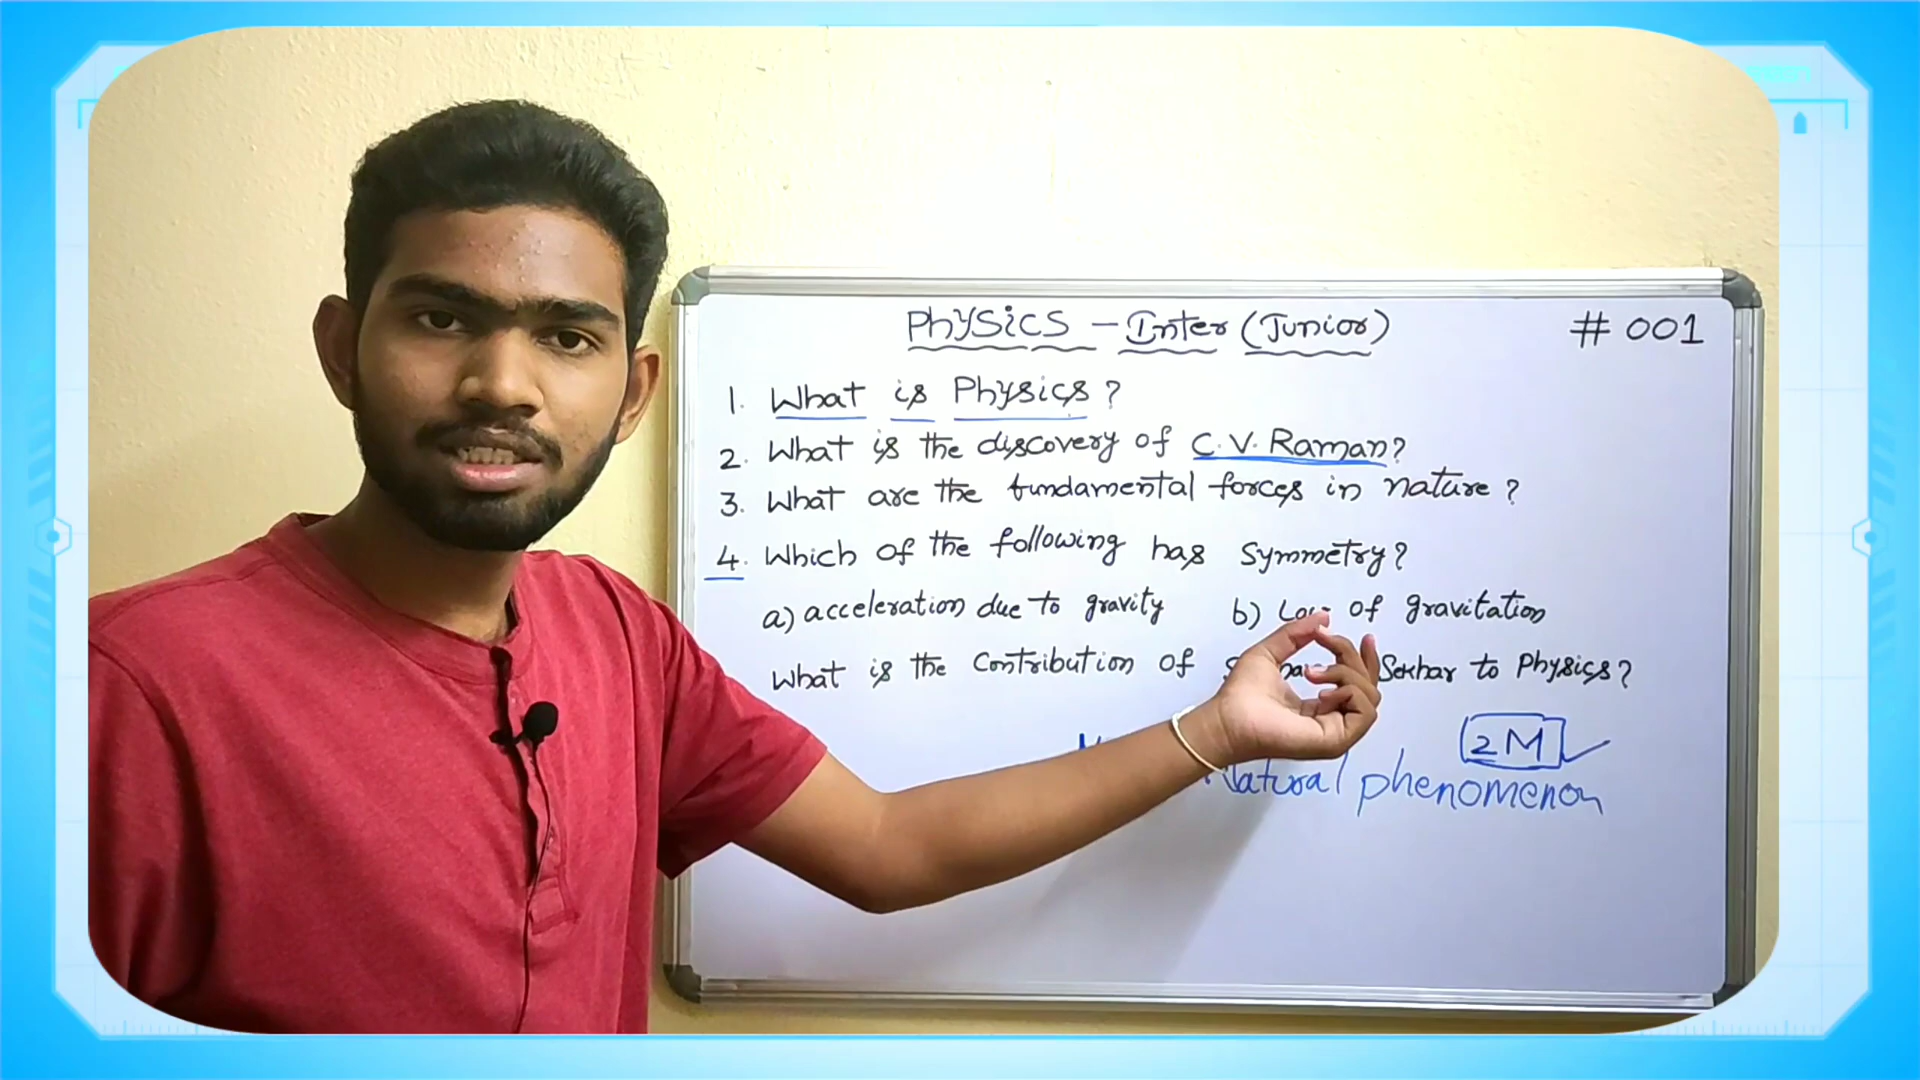 Physics - Inter (Junior) # 001
1. What is Physics?
2. What is the discovery of C.V. Raman?
3. What are the fundamental forces in nature?
4. Which of the following has Symmetry?
a) acceleration due to gravity b) Law of gravitation
What is the Contribution of Sekhar to Physics?
2M
Natural phenomenon